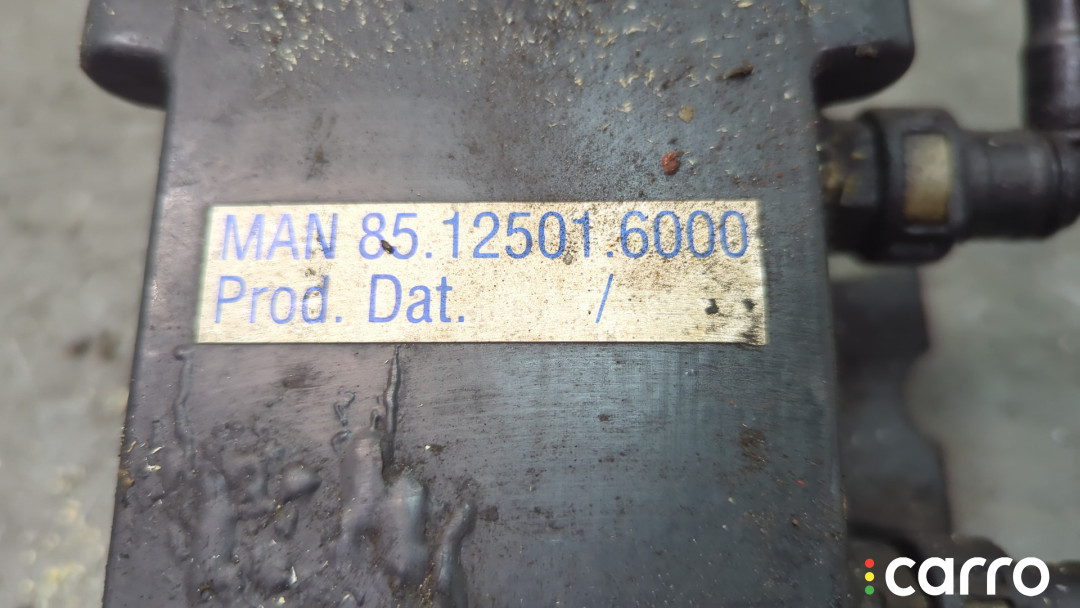 MAN 85.12501.6000
Prod. Dat. /
carro